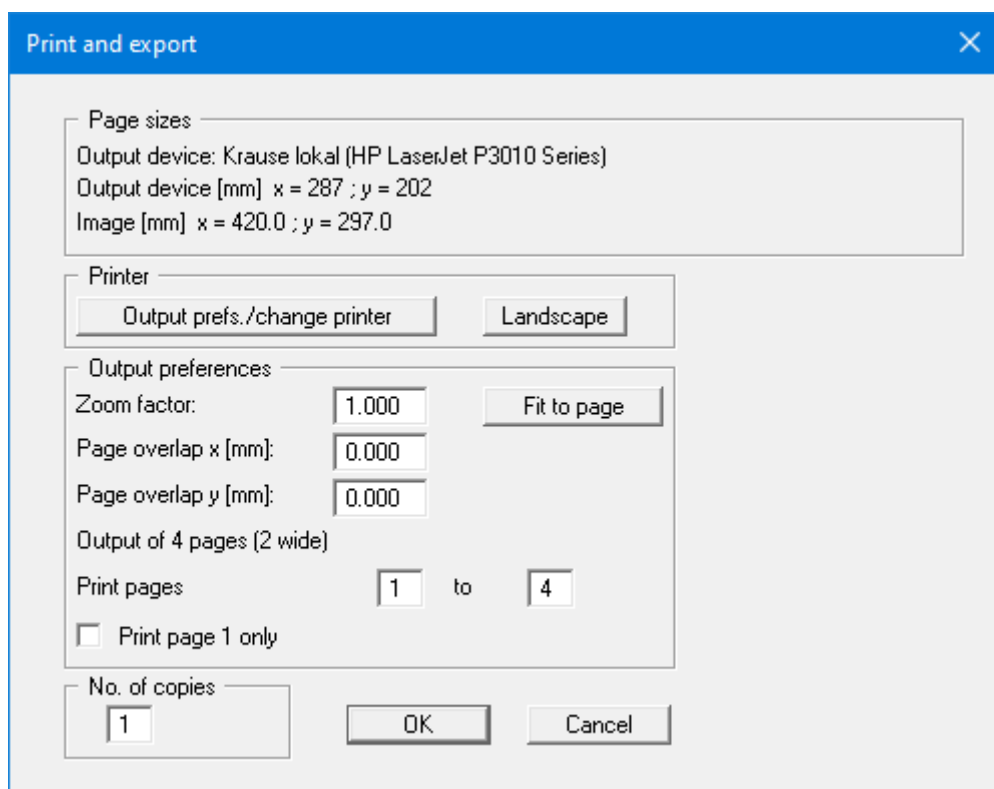 Print and export
Page sizes
Output device: Krause lokal (HP LaserJet P3010 Series)
Output device [mm] x = 287 ; y = 202
Image [mm] x = 420.0 ; y = 297.0
Printer
Output prefs./change printer Landscape
Output preferences
Zoom factor: 1.000 Fit to page
Page overlap x [mm]: 0.000
Page overlap y [mm]: 0.000
Output of 4 pages (2 wide)
Print pages 1 to 4
Print page 1 only
No. of copies
1 OK Cancel